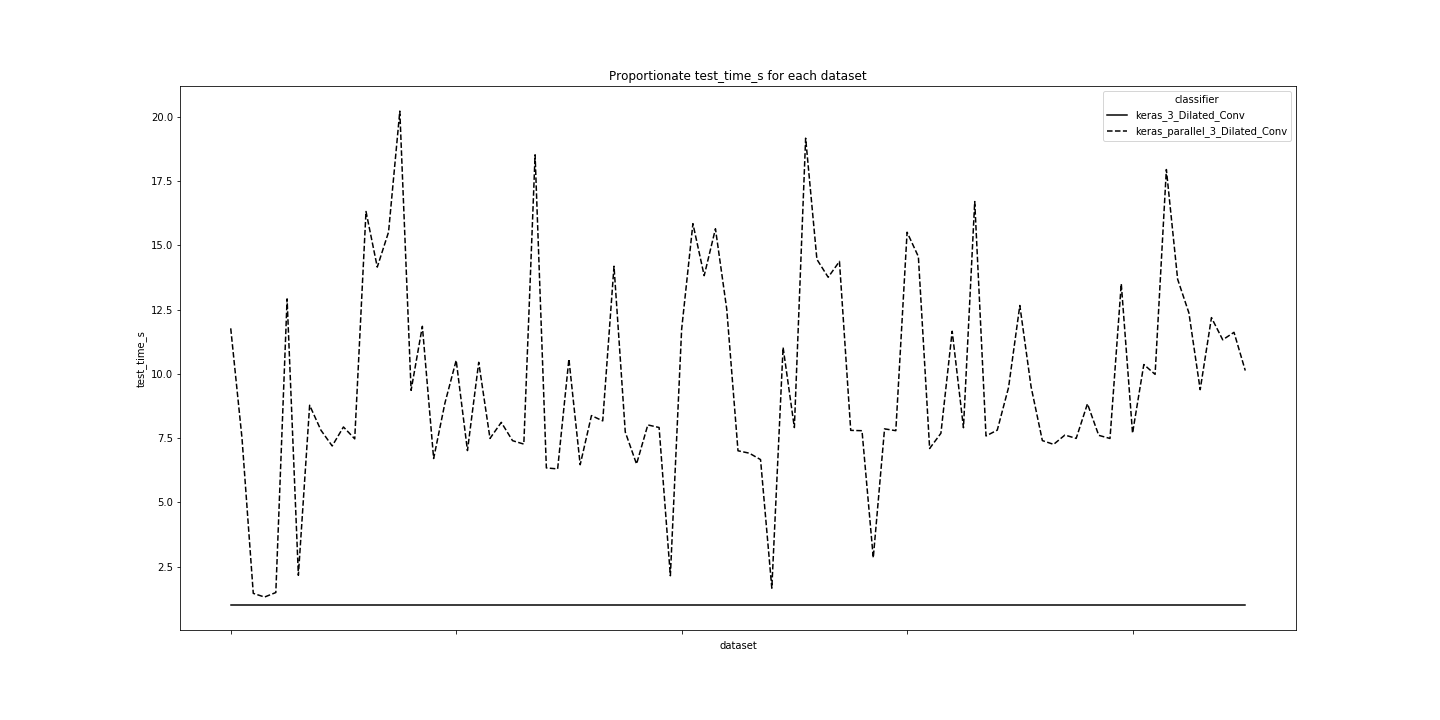 Proportionate test_time_s for each dataset
classifier
keras_3_Dilated_Conv
keras_parallel_3_Dilated_Conv
20.0
17.5
15.0
12.5
10.0
7.5
5.0
2.5
test_time_s
dataset